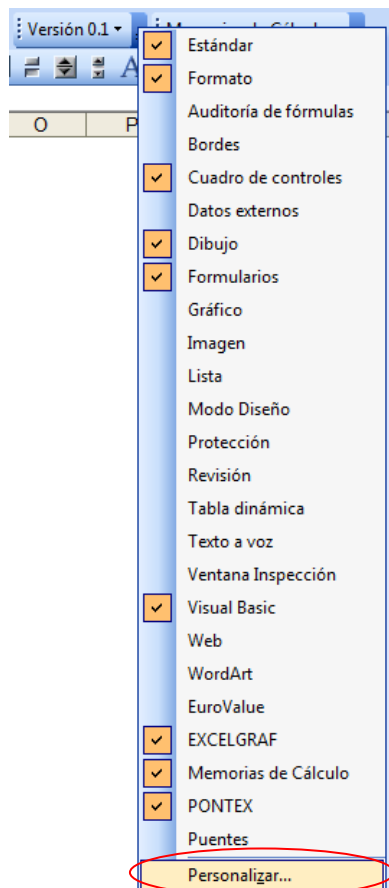 Versión 0.1
A
O P
Estándar
Formato
Auditoría de fórmulas
Bordes
Cuadro de controles
Datos externos
Dibujo
Formularios
Gráfico
Imagen
Lista
Modo Diseño
Protección
Revisión
Tabla dinámica
Texto a voz
Ventana Inspección
Visual Basic
Web
WordArt
EuroValue
EXCELGRAF
Memorias de Cálculo
PONTEX
Puentes
Personalizar...